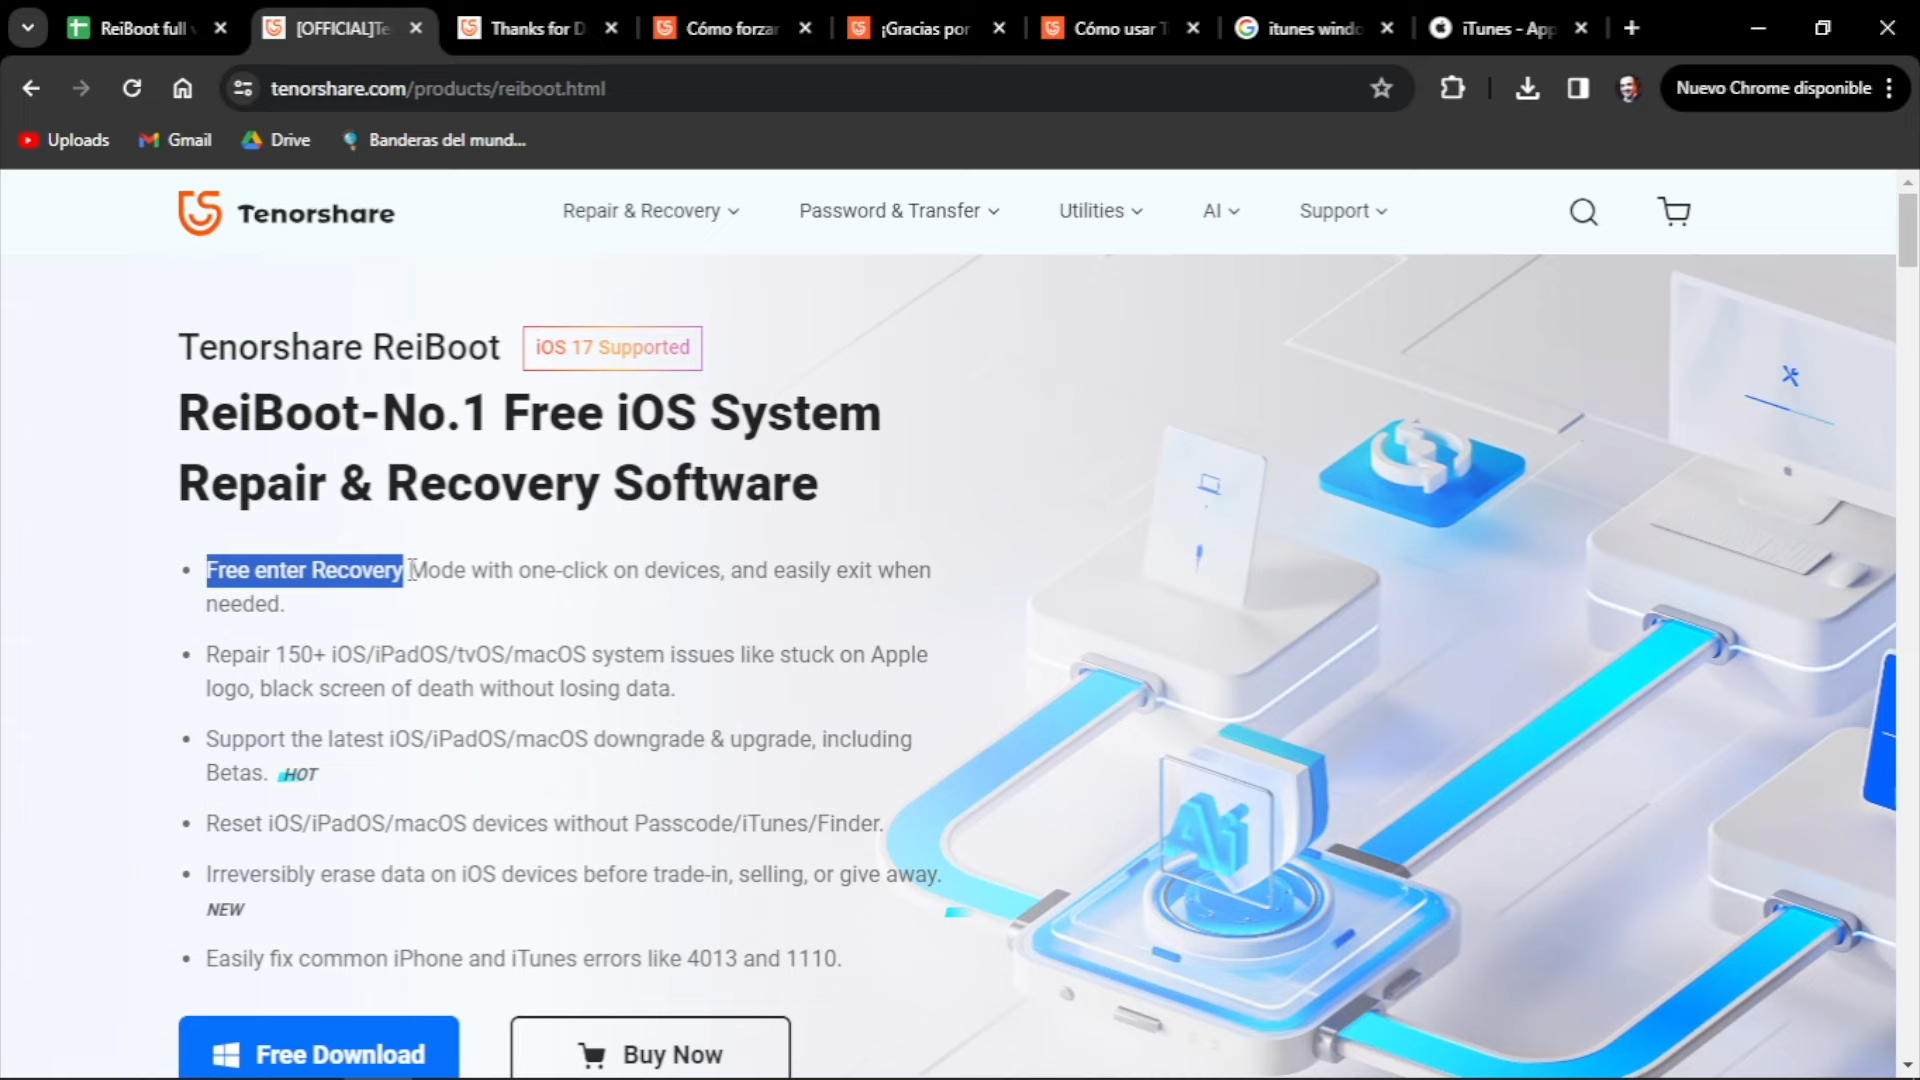 ReiBoot full
[OFFICIAL]Te
Thanks for D
Cómo forzar
¡Gracias por
Cómo usar T
itunes windo
iTunes - App
tenorshare.com/products/reiboot.html
Nuevo Chrome disponible
Uploads
Gmail
Drive
Banderas del mund...
Tenorshare
Repair & Recovery
Password & Transfer
Utilities
AI
Support
Tenorshare ReiBoot
iOS 17 Supported
ReiBoot-No.1 Free iOS System
Repair & Recovery Software
• Free enter Recovery Mode with one-click on devices, and easily exit when
needed.
• Repair 150+ iOS/iPadOS/tvOS/macOS system issues like stuck on Apple
logo, black screen of death without losing data.
• Support the latest iOS/iPadOS/macOS downgrade & upgrade, including
Betas. HOT
• Reset iOS/iPadOS/macOS devices without Passcode/iTunes/Finder.
• Irreversibly erase data on iOS devices before trade-in, selling, or give away.
NEW
• Easily fix common iPhone and iTunes errors like 4013 and 1110.
Free Download
Buy Now
Ai